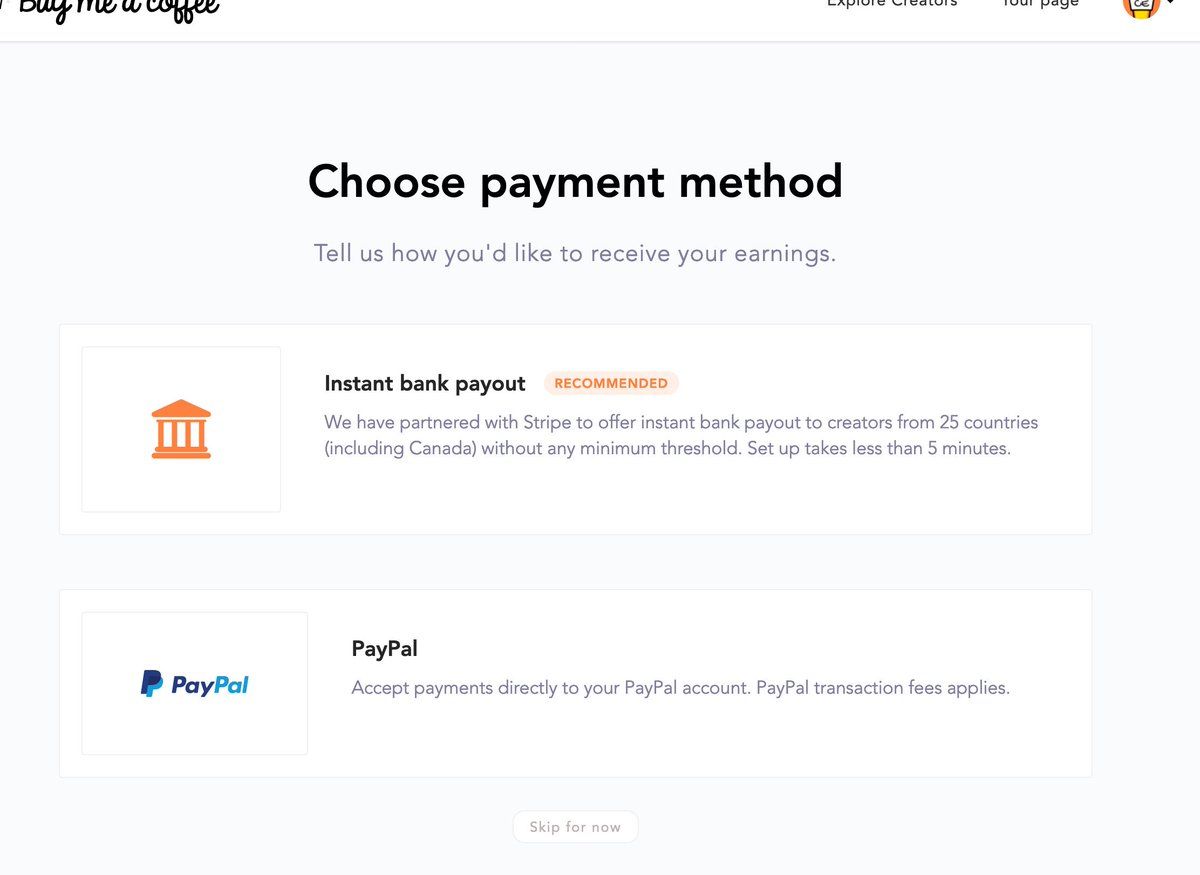 Buy me a coffee
Explore Creators
Your page
Choose payment method
Tell us how you'd like to receive your earnings.
Instant bank payout
RECOMMENDED
We have partnered with Stripe to offer instant bank payout to creators from 25 countries
(including Canada) without any minimum threshold. Set up takes less than 5 minutes.
PayPal
PayPal
Accept payments directly to your PayPal account. PayPal transaction fees applies.
Skip for now